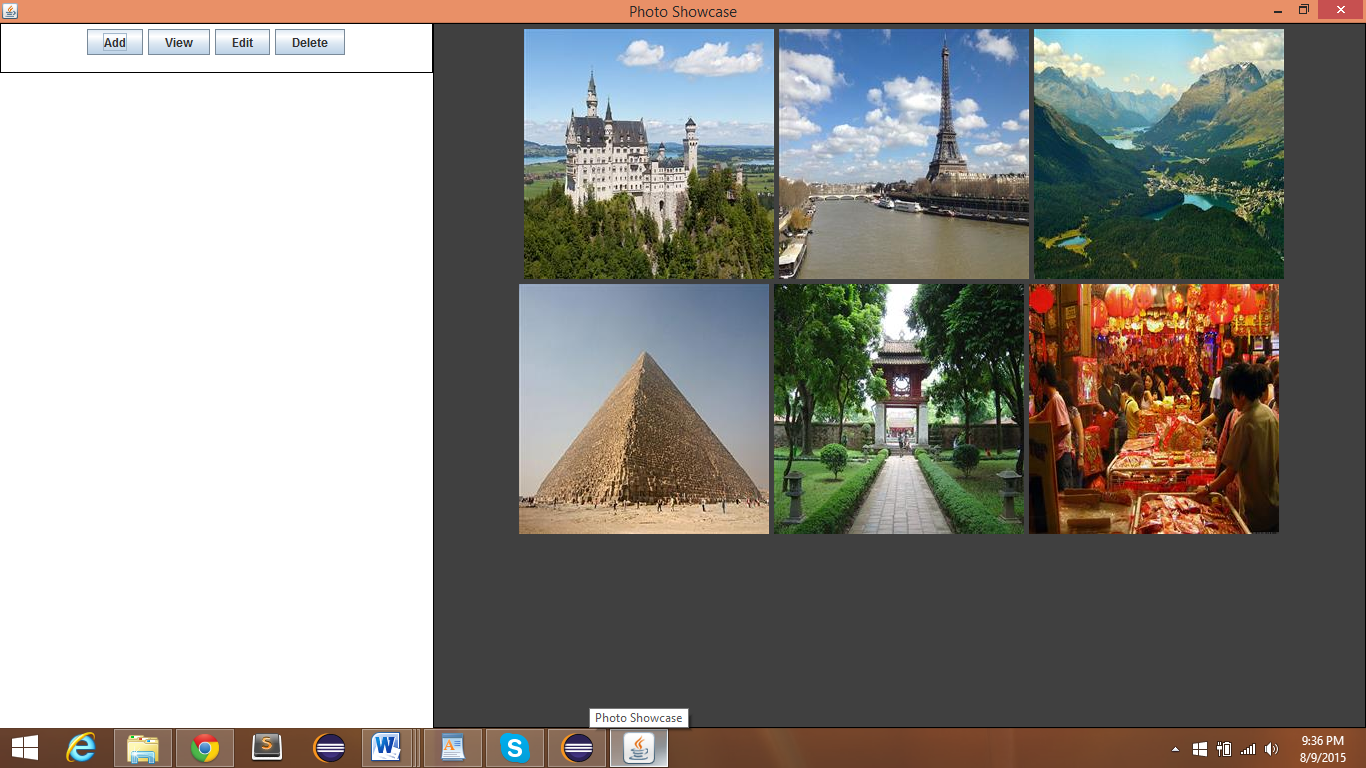 Photo Showcase
Add View Edit Delete
Photo Showcase
9:36 PM
8/9/2015